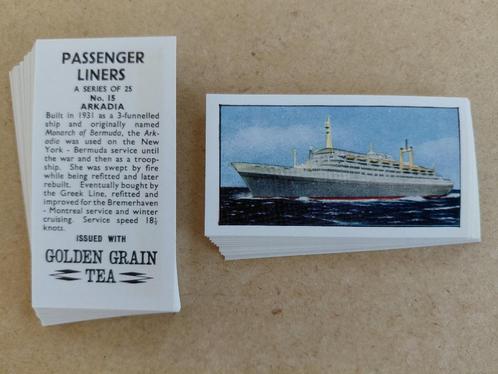 PASSENGER
LINERS
A SERIES OF 25
No. 15
ARKADIA
Built in 1931 as a 3-funnelled
ship and originally named
Monarch of Bermuda, the Ark-
adia was used on the New
York - Bermuda service until
the war and then as a troop-
ship. She was swept by fire
while being refitted and later
rebuilt. Eventually bought by
the Greek Line, refitted and
improved for the Bremerhaven
- Montreal service and winter
cruising. Service speed 18½
knots.
ISSUED WITH
GOLDEN GRAIN
TEA